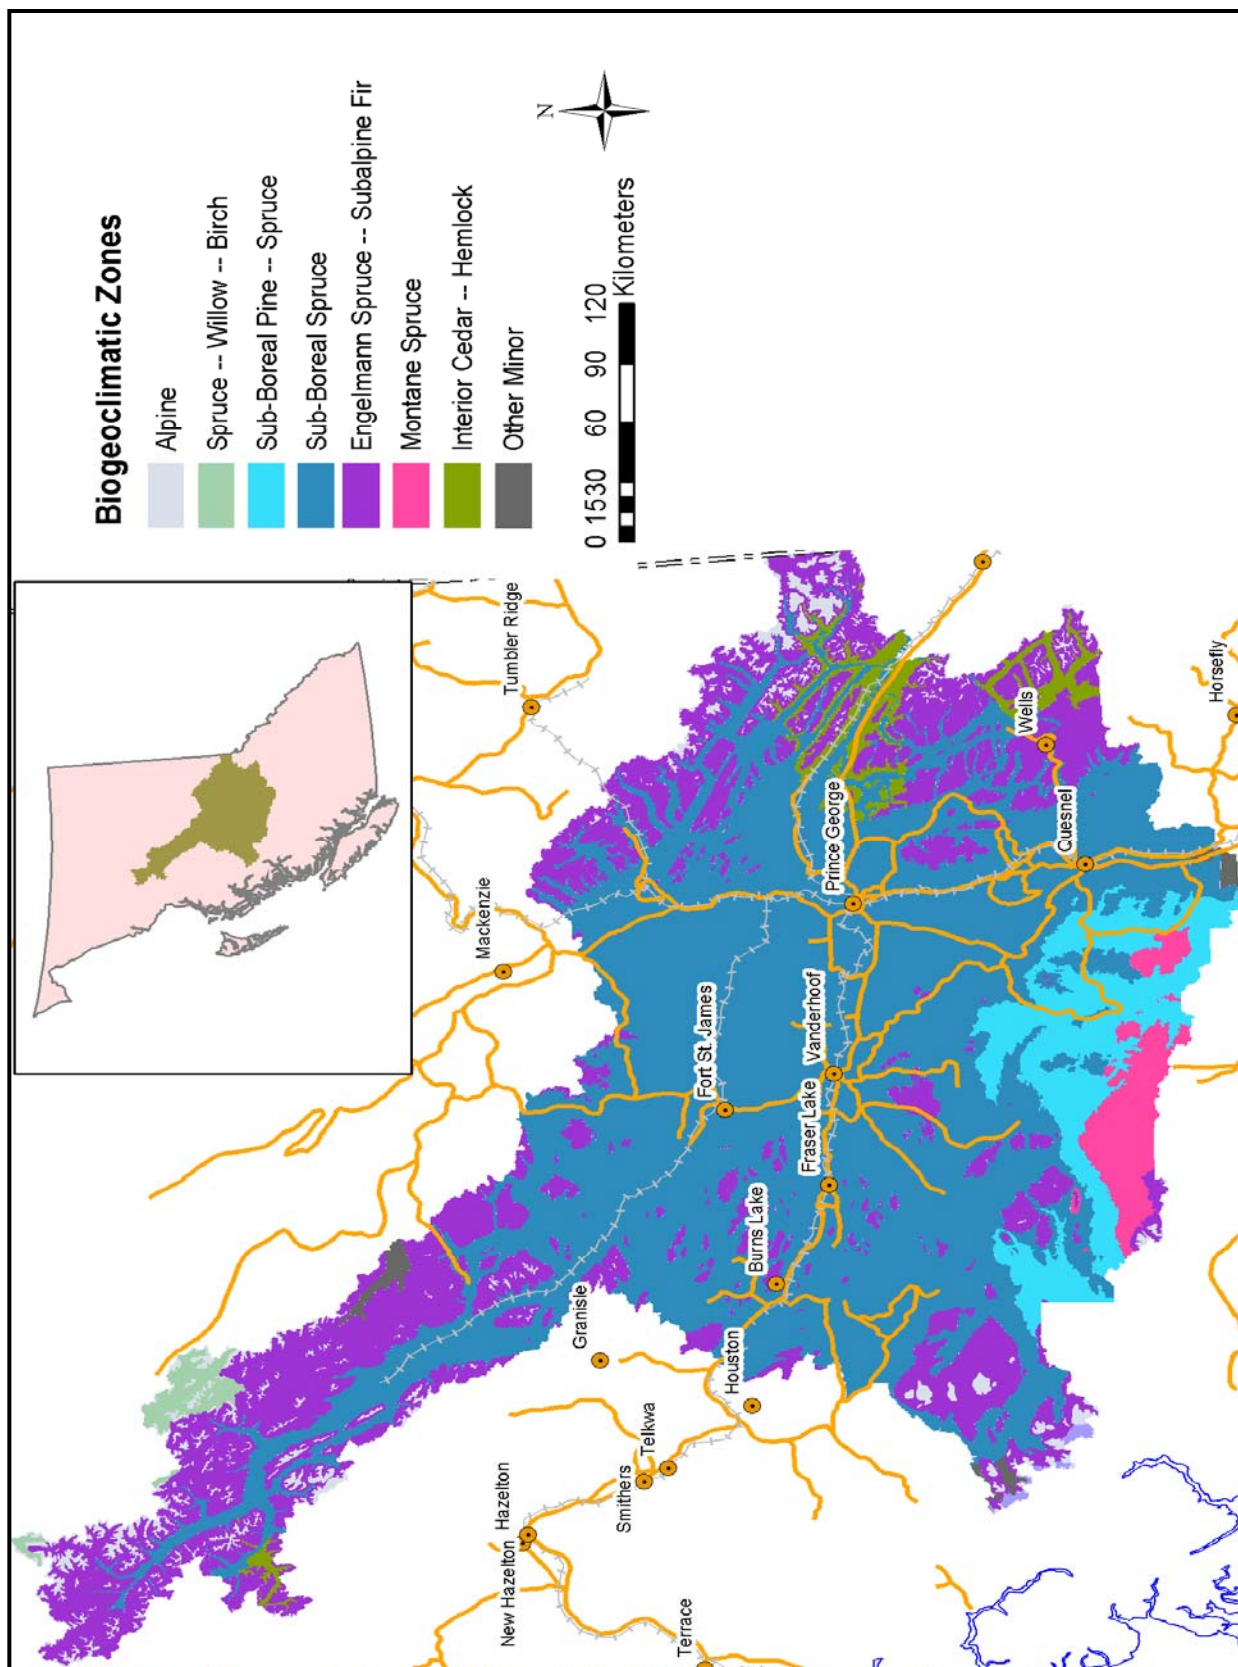 Biogeoclimatic Zones
Alpine
Spruce -- Willow -- Birch
Sub-Boreal Pine -- Spruce
Sub-Boreal Spruce
Engelmann Spruce -- Subalpine Fir
Montane Spruce
Interior Cedar -- Hemlock
Other Minor
0 15 30 60 90 120
Kilometers
N
Tumbler Ridge
Mackenzie
Fort St. James
Prince George
Vanderhoof
Fraser Lake
Burns Lake
Granisle
Houston
Telkwa
Smithers
New Hazelton
Hazelton
Terrace
Wells
Quesnel
Horsefly